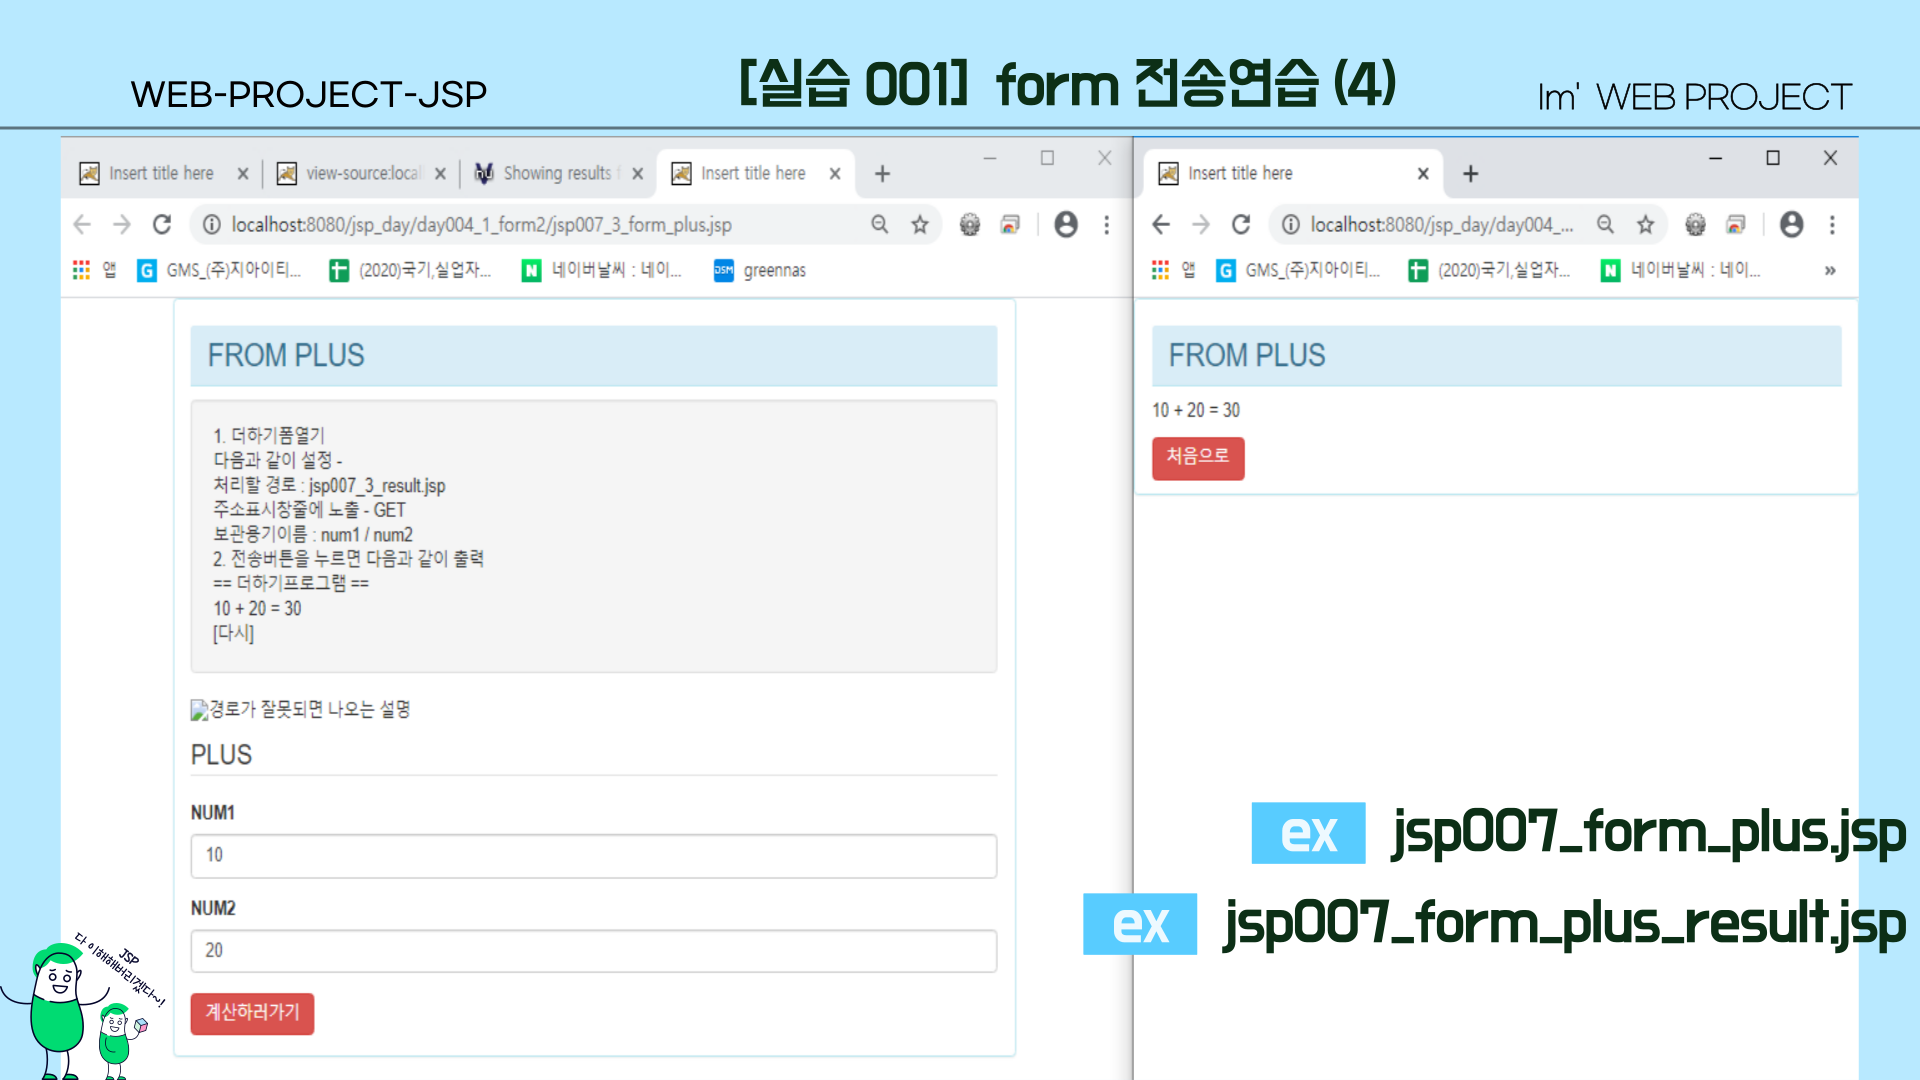 WEB-PROJECT-JSP
[실습 001] form 전송연습 (4)
Im' WEB PROJECT
Insert title here
view-source:local
Showing results f
Insert title here
localhost:8080/jsp_day/day004_1_form2/jsp007_3_form_plus.jsp
앱
GMS_(주)지아이티...
(2020)국기,실업자...
네이버날씨 : 네이...
greennas
FROM PLUS
1. 더하기폼열기
다음과 같이 설정 -
처리할 경로 : jsp007_3_result.jsp
주소표시창줄에 노출 - GET
보관용기이름 : num1 / num2
2. 전송버튼을 누르면 다음과 같이 출력
== 더하기프로그램 ==
10 + 20 = 30
[다시]
경로가 잘못되면 나오는 설명
PLUS
NUM1
10
NUM2
20
계산하러가기
Insert title here
localhost:8080/jsp_day/day004_...
앱
GMS_(주)지아이티...
(2020)국기,실업자...
네이버날씨 : 네이...
»
FROM PLUS
10 + 20 = 30
처음으로
ex jsp007_form_plus.jsp
ex jsp007_form_plus_result.jsp
JSP
다 이해해버리겠다~!